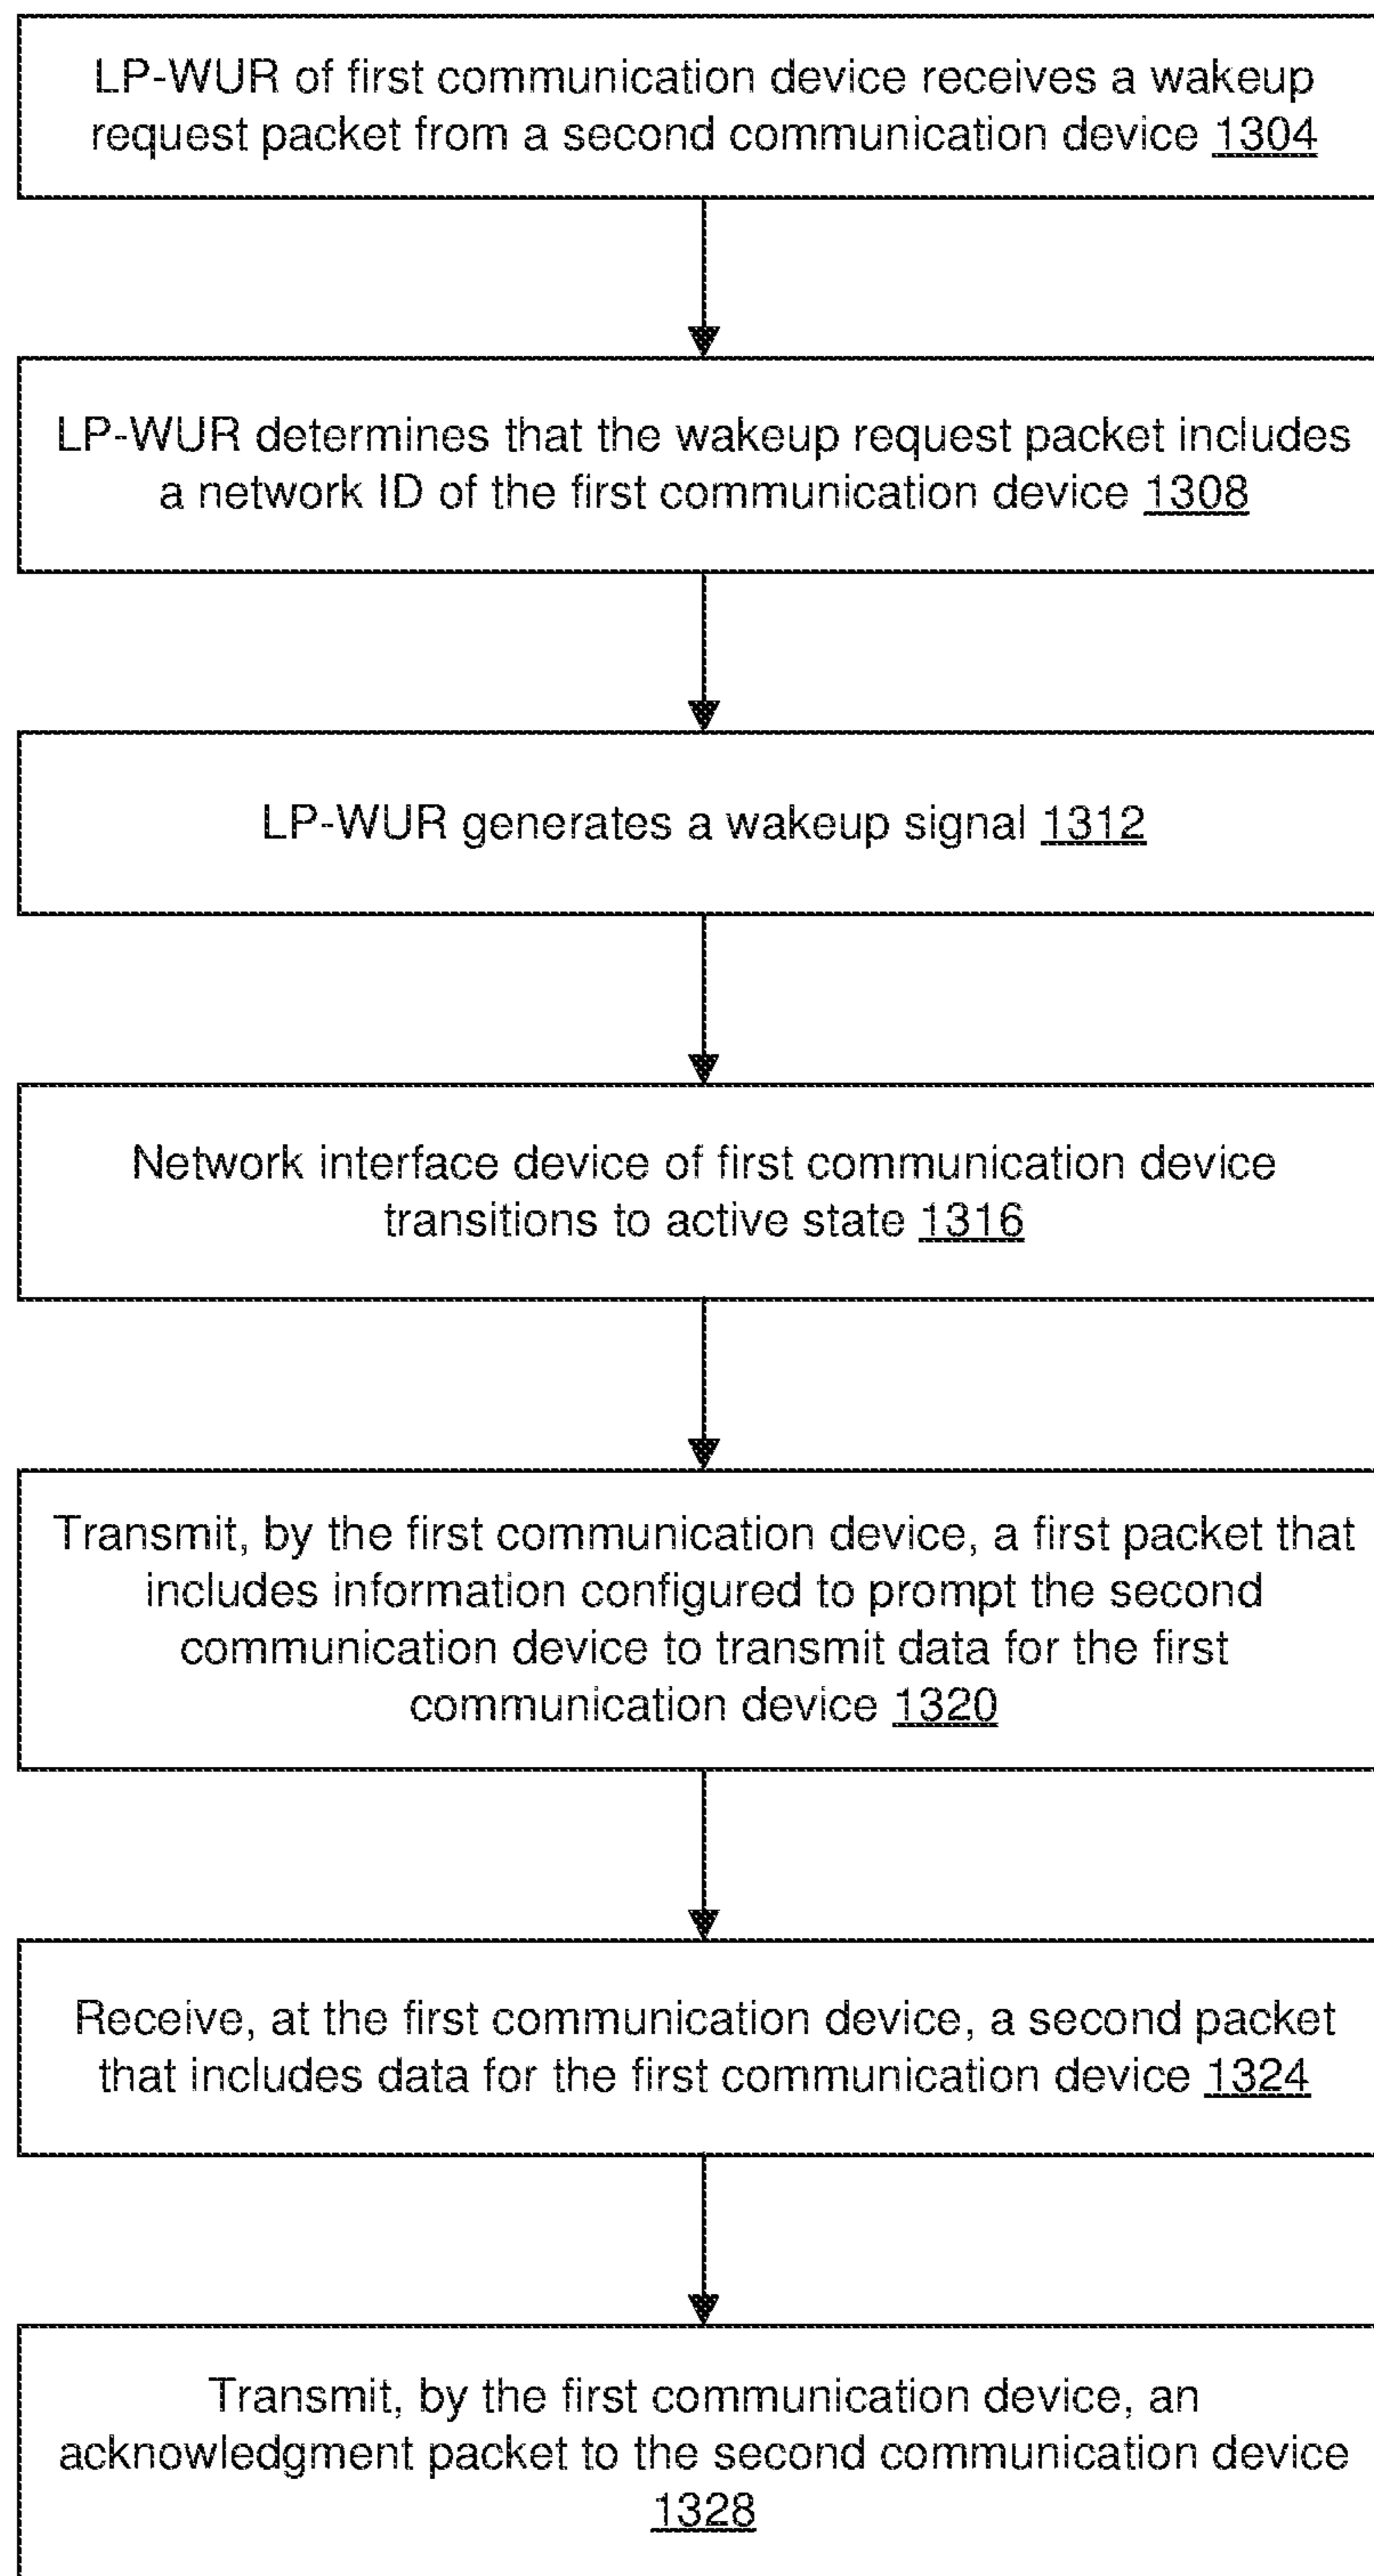 LP-WUR of first communication device receives a wakeup
request packet from a second communication device 1304
LP-WUR determines that the wakeup request packet includes
a network ID of the first communication device 1308
LP-WUR generates a wakeup signal 1312
Network interface device of first communication device
transitions to active state 1316
Transmit, by the first communication device, a first packet that
includes information configured to prompt the second
communication device to transmit data for the first
communication device 1320
Receive, at the first communication device, a second packet
that includes data for the first communication device 1324
Transmit, by the first communication device, an
acknowledgment packet to the second communication device
1328